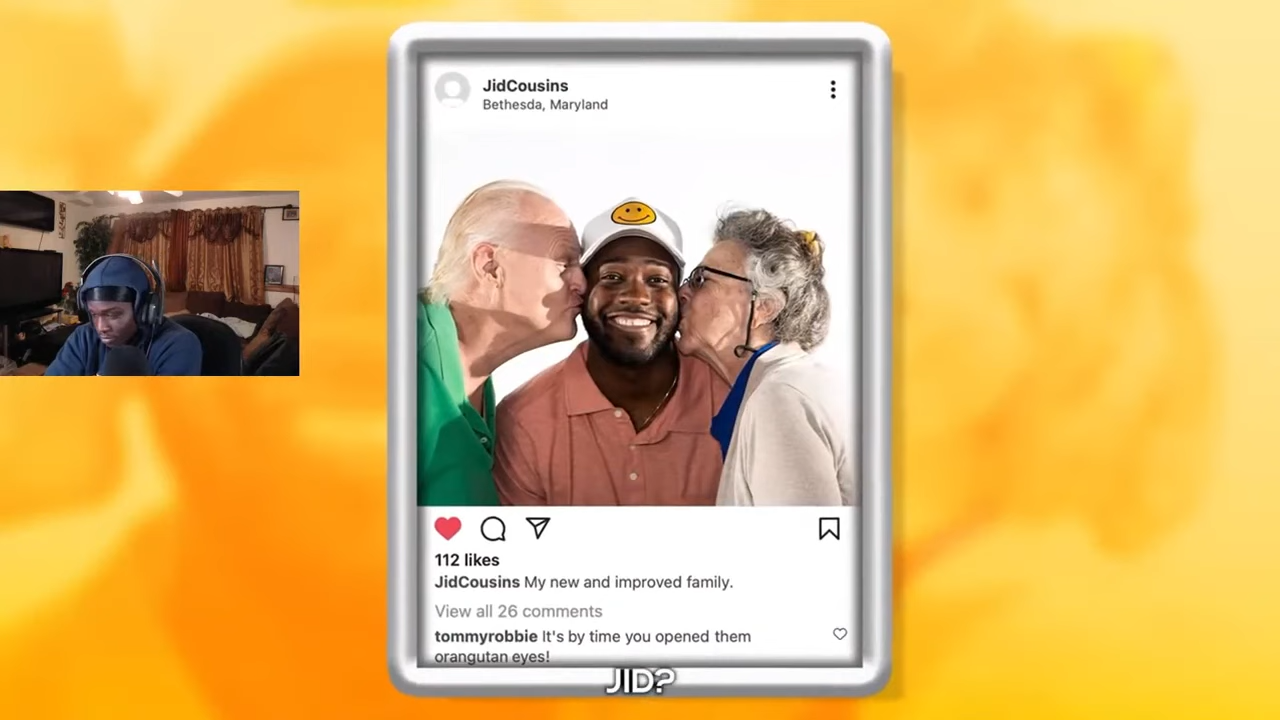 JidCousins
Bethesda, Maryland
112 likes
JidCousins My new and improved family.
View all 26 comments
tommyrobbie It's by time you opened them
orangutan eyes!
JID?